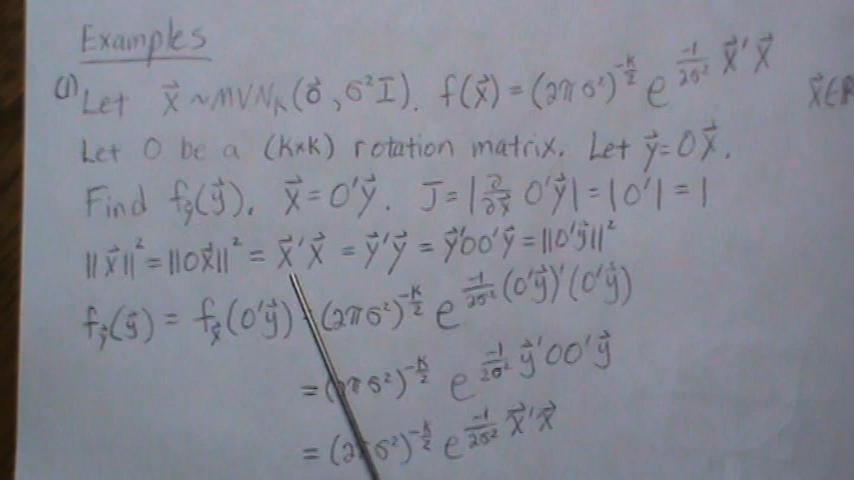 Examples
(1) Let x⃗ ~ MVN_K(0⃗, σ²I). f(x⃗) = (2πσ²)^(-K/2) e^(-1/2σ² x⃗'x⃗) x⃗∈R
Let O be a (K×K) rotation matrix. Let y⃗ = Ox⃗.
Find f_y⃗(y⃗). x⃗ = O'y⃗. J = |∂/∂x⃗ O'y⃗| = |O'| = 1
||x⃗||² = ||Ox⃗||² = x⃗'x⃗ = y⃗'y⃗ = y⃗'OO'y⃗ = ||O'y⃗||²
f_y⃗(y⃗) = f_x⃗(O'y⃗) = (2πσ²)^(-K/2) e^(-1/2σ² (O'y⃗)'(O'y⃗))
= (2πσ²)^(-K/2) e^(-1/2σ² y⃗'OO'y⃗)
= (2πσ²)^(-K/2) e^(-1/2σ² x⃗'x⃗)